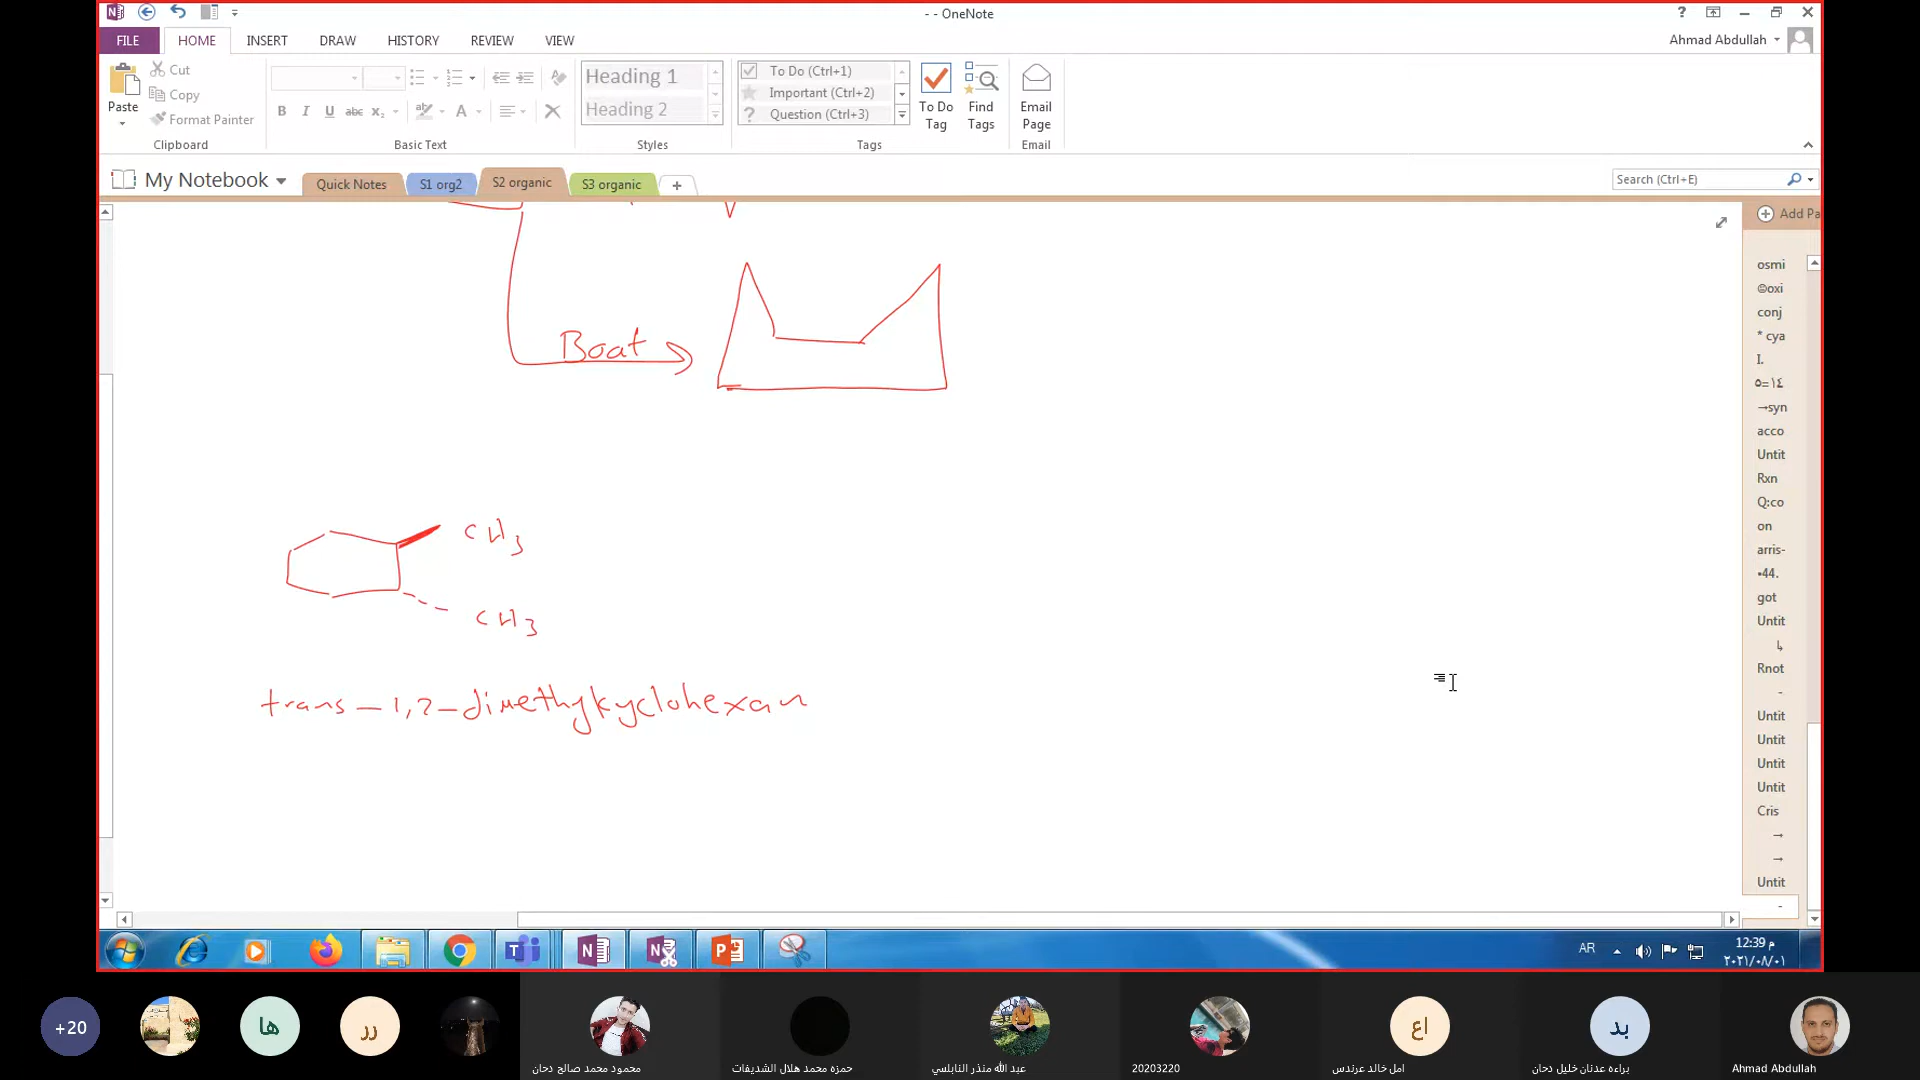 - - OneNote
FILE HOME INSERT DRAW HISTORY REVIEW VIEW
Ahmad Abdullah
Paste
Cut
Copy
Format Painter
Clipboard
Basic Text
Heading 1
Heading 2
Styles
To Do (Ctrl+1)
Important (Ctrl+2)
Question (Ctrl+3)
To Do Tag
Find Tags
Tags
Email Page
Email
My Notebook
Quick Notes
S1 org2
S2 organic
S3 organic
Search (Ctrl+E)
Add Pa
Boat
CH3
CH3
trans - 1,2-dimethylcyclohexan
osmi
oxi
conj
* cya
I.
٥=١٤
→syn
acco
Untit
Rxn
Q:co
on
arris-
•44.
got
Untit
↳
Rnot
-
Untit
Untit
Untit
Untit
Cris
→
→
Untit
-
AR
12:39 م
٢٠٢١/٠٨/٠١
+20
ها
رر
محمود محمد صالح دحان
حمزه محمد هلال الشديفات
عبد الله منذر النابلسي
20203220
اع
امل خالد عرندس
بد
براءه عدنان خليل دحان
Ahmad Abdullah